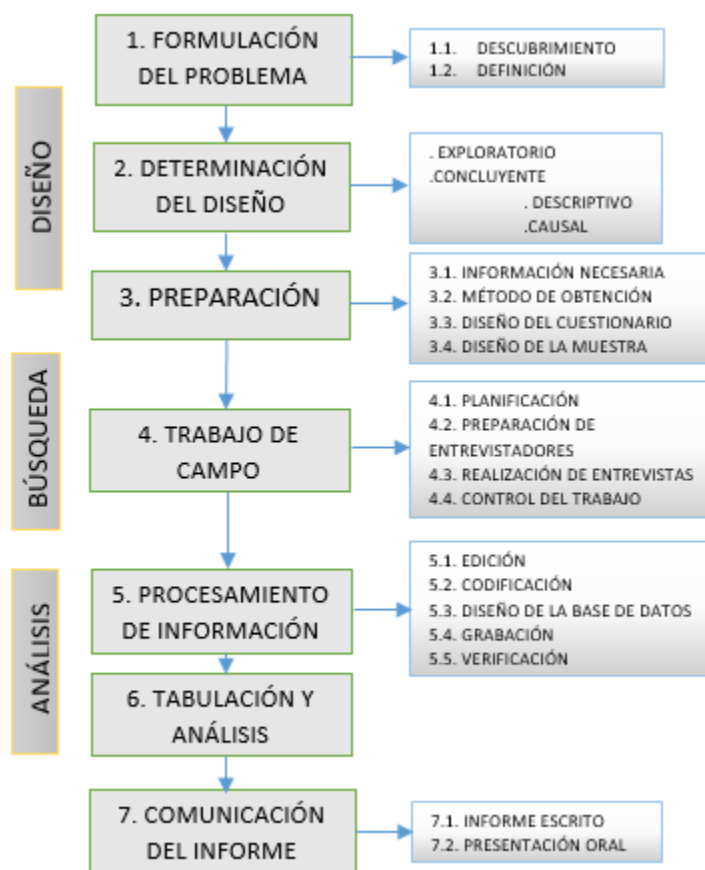 DISEÑO
1. FORMULACIÓN
DEL PROBLEMA
1.1. DESCUBRIMIENTO
1.2. DEFINICIÓN
2. DETERMINACIÓN
DEL DISEÑO
. EXPLORATORIO
.CONCLUYENTE
. DESCRIPTIVO
.CAUSAL
3. PREPARACIÓN
3.1. INFORMACIÓN NECESARIA
3.2. MÉTODO DE OBTENCIÓN
3.3. DISEÑO DEL CUESTIONARIO
3.4. DISEÑO DE LA MUESTRA
BÚSQUEDA
4. TRABAJO DE
CAMPO
4.1. PLANIFICACIÓN
4.2. PREPARACIÓN DE
ENTREVISTADORES
4.3. REALIZACIÓN DE ENTREVISTAS
4.4. CONTROL DEL TRABAJO
ANÁLISIS
5. PROCESAMIENTO
DE INFORMACIÓN
5.1. EDICIÓN
5.2. CODIFICACIÓN
5.3. DISEÑO DE LA BASE DE DATOS
5.4. GRABACIÓN
5.5. VERIFICACIÓN
6. TABULACIÓN Y
ANÁLISIS
7. COMUNICACIÓN
DEL INFORME
7.1. INFORME ESCRITO
7.2. PRESENTACIÓN ORAL